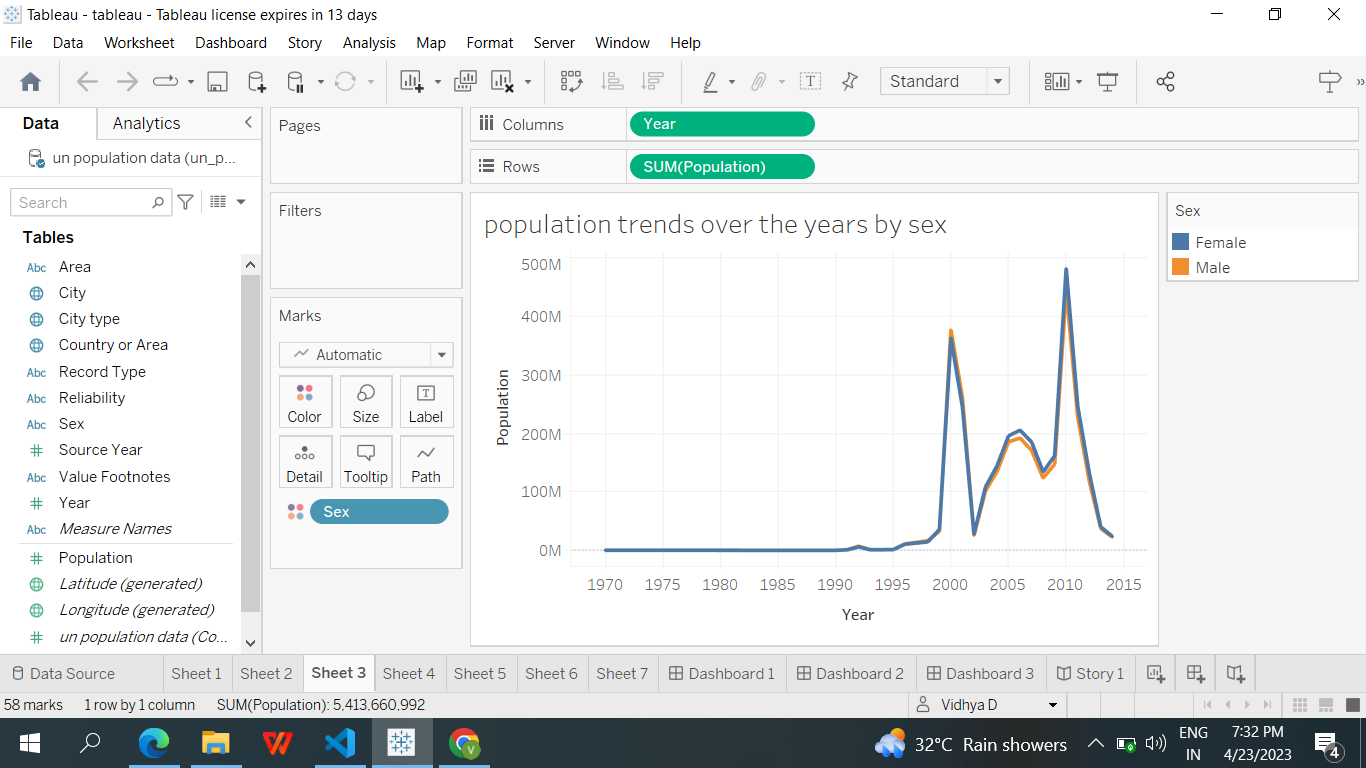 Tableau - tableau - Tableau license expires in 13 days
File Data Worksheet Dashboard Story Analysis Map Format Server Window Help
Standard
Data Analytics
un population data (un_p...
Search
Tables
Abc Area
City
City type
Country or Area
Abc Record Type
Abc Reliability
Abc Sex
Source Year
Abc Value Footnotes
Year
Abc Measure Names
Population
Latitude (generated)
Longitude (generated)
un population data (Co...
Pages
Filters
Marks
Automatic
Color Size Label
Detail Tooltip Path
Sex
Columns Year
Rows SUM(Population)
population trends over the years by sex
500M
400M
300M
200M
100M
0M
Population
1970 1975 1980 1985 1990 1995 2000 2005 2010 2015
Year
Sex
Female
Male
Data Source Sheet 1 Sheet 2 Sheet 3 Sheet 4 Sheet 5 Sheet 6 Sheet 7 Dashboard 1 Dashboard 2 Dashboard 3 Story 1
58 marks 1 row by 1 column SUM(Population): 5,413,660,992 Vidhya D
32°C Rain showers
ENG
IN
7:32 PM
4/23/2023
4